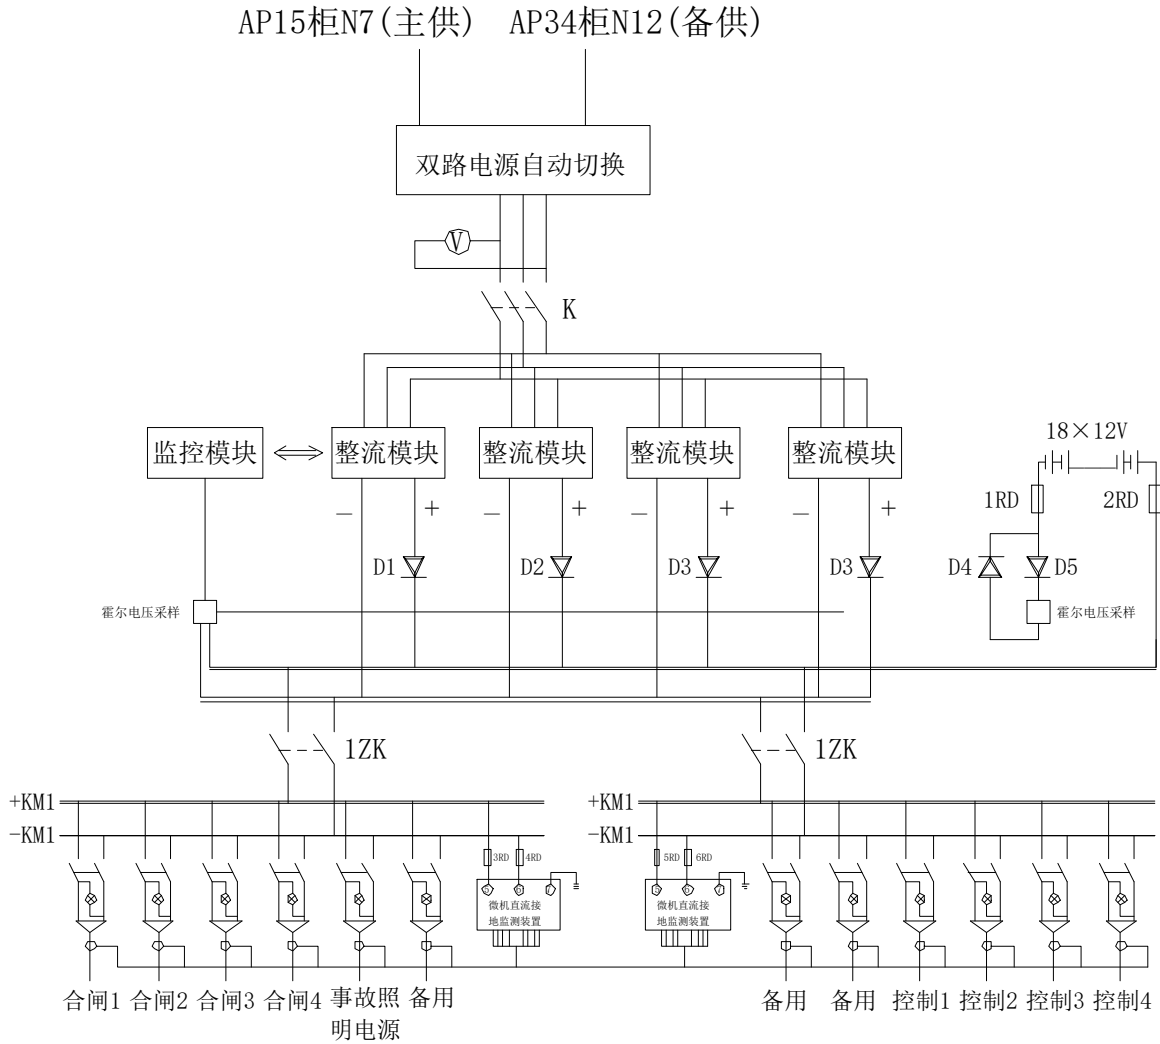 AP15柜N7(主供) AP34柜N12(备供)
双路电源自动切换
V
K
监控模块 整流模块 整流模块 整流模块 整流模块
18×12V
1RD 2RD
— + — + — + — +
D1 D2 D3 D3 D4 D5
霍尔电压采样 霍尔电压采样
1ZK 1ZK
+KM1 +KM1
-KM1 -KM1
3RD 4RD 5RD 6RD
微机直流接 微机直流接
地监测装置 地监测装置
合闸1 合闸2 合闸3 合闸4 事故照 备用 备用 备用 控制1 控制2 控制3 控制4
明电源